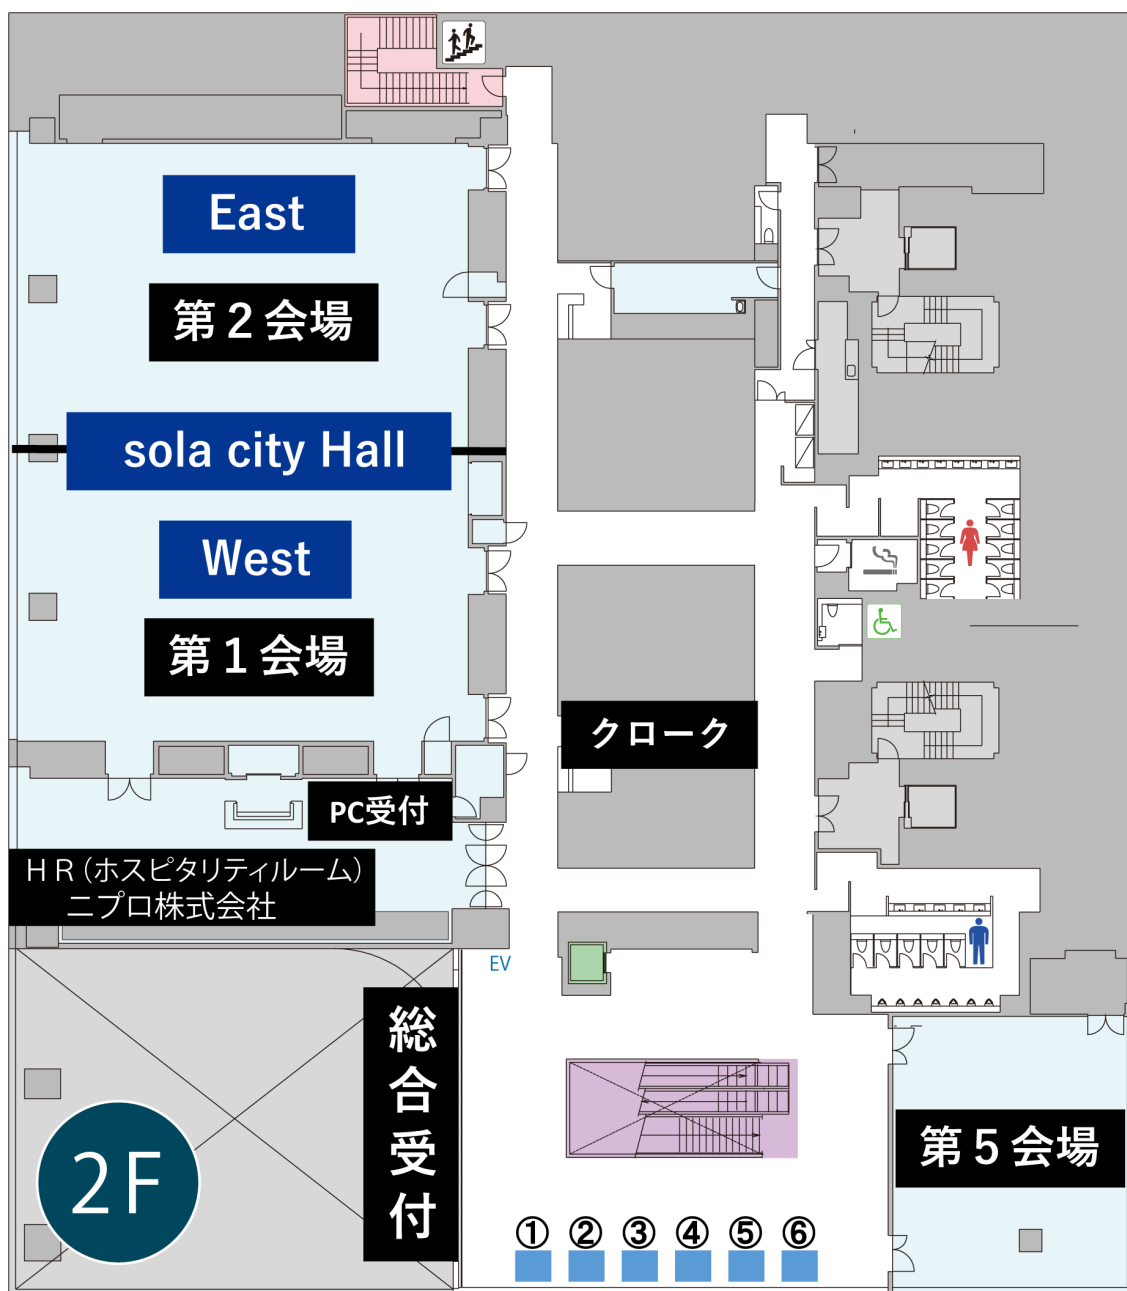 East
第２会場
sola city Hall
West
第１会場
クローク
PC受付
ＨＲ（ホスピタリティルーム）
ニプロ株式会社
EV
総合受付
第５会場
2F
① ② ③ ④ ⑤ ⑥